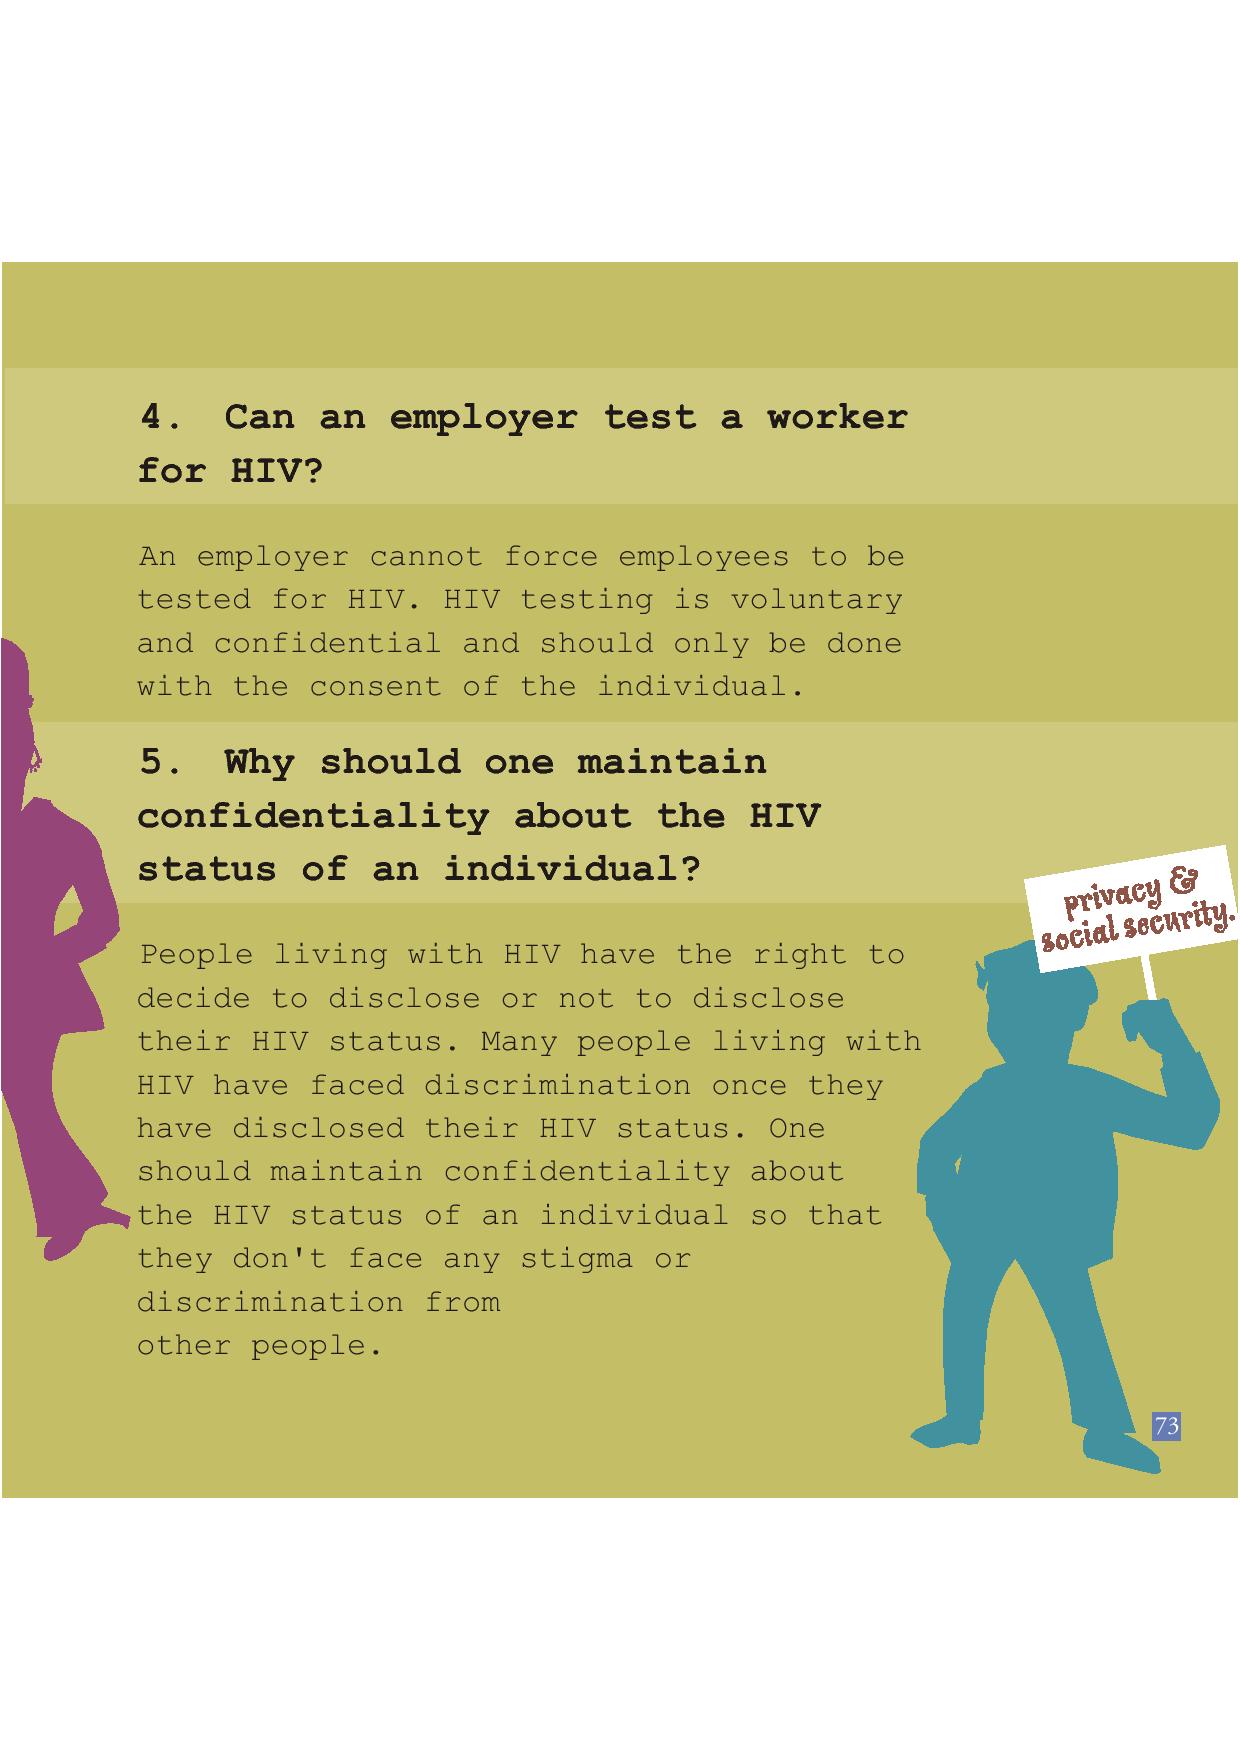 4. Can an employer test a worker
for HIV?
An employer cannot force employees to be
tested for HIV. HIV testing is voluntary
and confidential and should only be done
with the consent of the individual.
5. Why should one maintain
confidentiality about the HIV
status of an individual?
People living with HIV have the right to
decide to disclose or not to disclose
their HIV status. Many people living with
HIV have faced discrimination once they
have disclosed their HIV status. One
should maintain confidentiality about
the HIV status of an individual so that
they don't face any stigma or
discrimination from
other people.
privacy &
social security.
73